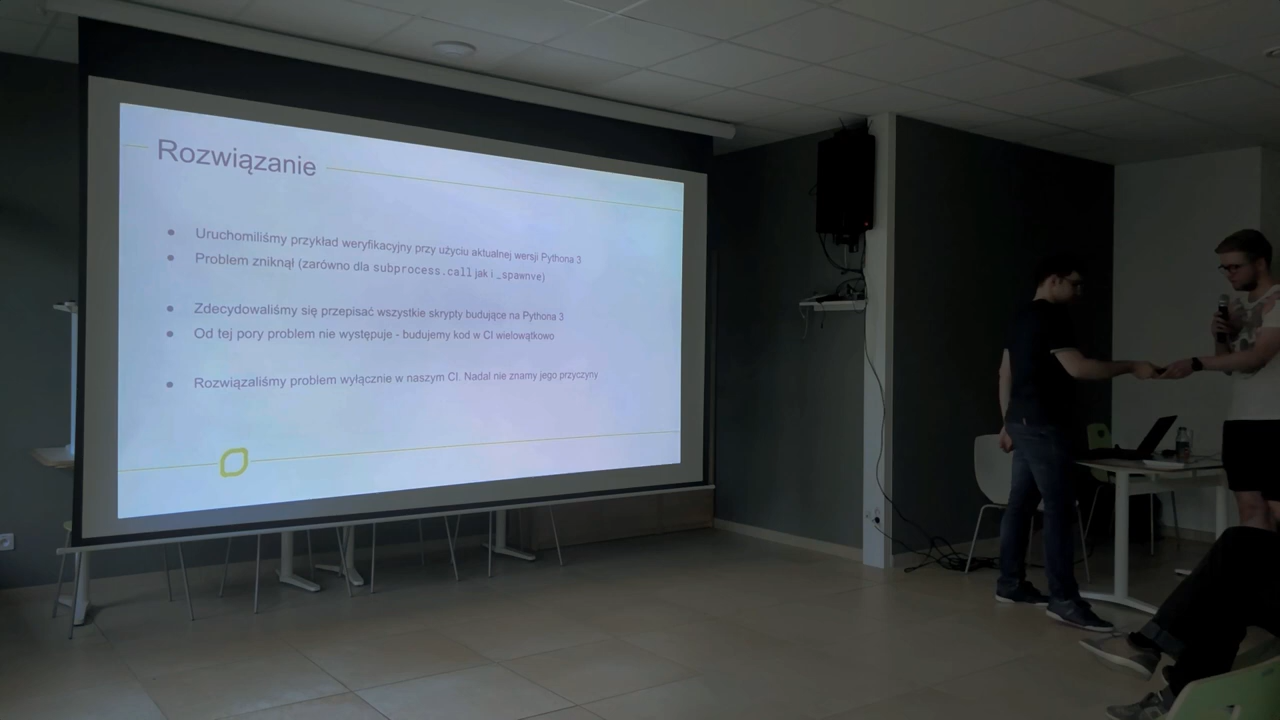 Rozwiązanie
Uruchomiliśmy przykład weryfikacyjny przy użyciu aktualnej wersji Pythona 3
Problem zniknął (zarówno dla subprocess.call jak i _spawnve)
Zdecydowaliśmy się przepisać wszystkie skrypty budujące na Pythona 3
Od tej pory problem nie występuje - budujemy kod w CI wielowątkowo
Rozwiązaliśmy problem wyłącznie w naszym CI. Nadal nie znamy jego przyczyny